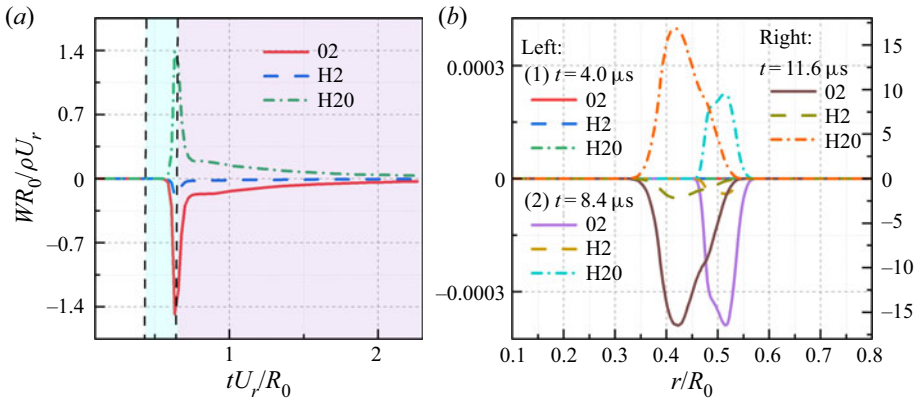 (a)
1.4
0.7
0
−0.7
−1.4
WR0/ρUr
02
H2
H20
1
2
tUr/R0
(b)
0.0003
0
−0.0003
Left:
(1) t = 4.0 μs
02
H2
H20
(2) t = 8.4 μs
02
H2
H20
Right:
t = 11.6 μs
02
H2
H20
15
10
5
0
−5
−10
−15
0.1 0.2 0.3 0.4 0.5 0.6 0.7 0.8
r/R0